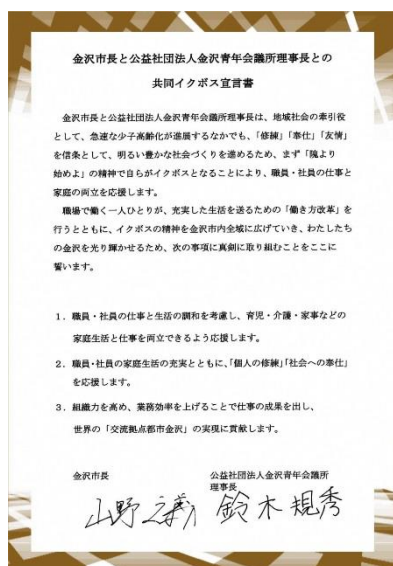 金沢市長と公益社団法人金沢青年会議所理事長との
共同イクボス宣言書
金沢市長と公益社団法人金沢青年会議所理事長は、地域社会の牽引役
として、急速な少子高齢化が進展するなかでも、「修練」「奉仕」「友情」
を信条として、明るい豊かな社会づくりを進めるため、まず「隗より
始めよ」の精神で自らがイクボスとなることにより、職員・社員の仕事と
家庭の両立を応援します。
職場で働く一人ひとりが、充実した生活を送るための「働き方改革」を
行うとともに、イクボスの精神を金沢市内全域に広げていき、わたしたち
の金沢を光り輝かせるため、次の事項に真剣に取り組むことをここに
誓います。
1．職員・社員の仕事と生活の調和を考慮し、育児・介護・家事などの
家庭生活と仕事を両立できるよう応援します。
2．職員・社員の家庭生活の充実とともに、「個人の修練」「社会への奉仕」
を応援します。
3．組織力を高め、業務効率を上げることで仕事の成果を出し、
世界の「交流拠点都市金沢」の実現に貢献します。
金沢市長
山野之義
公益社団法人金沢青年会議所
理事長
鈴木規秀